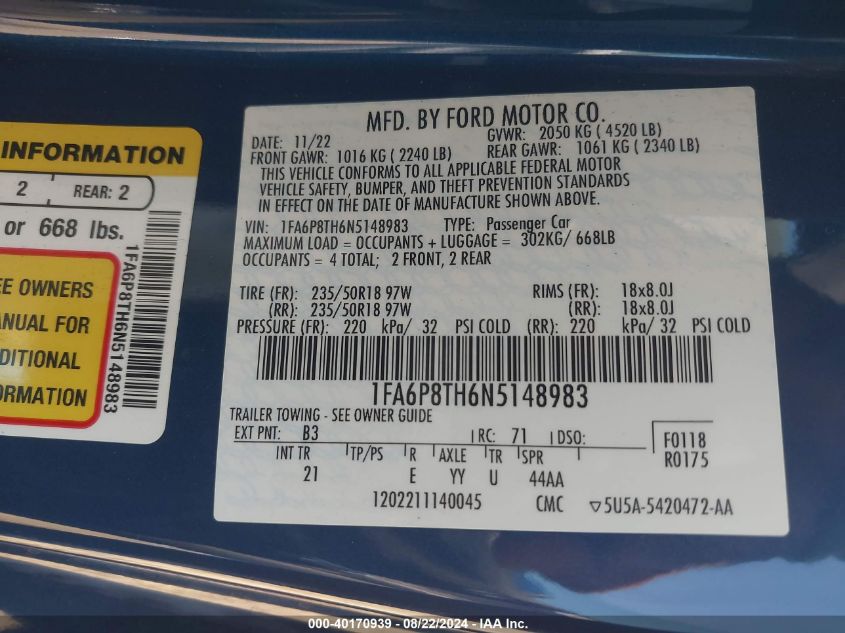 INFORMATION
2 REAR: 2
or 668 lbs.
EE OWNERS
ANUAL FOR
DDITIONAL
ORMATION
1FA6P8TH6N5148983
MFD. BY FORD MOTOR CO.
DATE: 11/22 GVWR: 2050 KG ( 4520 LB)
FRONT GAWR: 1016 KG ( 2240 LB) REAR GAWR: 1061 KG ( 2340 LB)
THIS VEHICLE CONFORMS TO ALL APPLICABLE FEDERAL MOTOR
VEHICLE SAFETY, BUMPER, AND THEFT PREVENTION STANDARDS
IN EFFECT ON THE DATE OF MANUFACTURE SHOWN ABOVE.
VIN: 1FA6P8TH6N5148983 TYPE: Passenger Car
MAXIMUM LOAD = OCCUPANTS + LUGGAGE = 302KG/ 668LB
OCCUPANTS = 4 TOTAL; 2 FRONT, 2 REAR
TIRE (FR): 235/50R18 97W RIMS (FR): 18x8.0J
(RR): 235/50R18 97W (RR): 18x8.0J
PRESSURE (FR): 220 kPa/ 32 PSI COLD (RR): 220 kPa/ 32 PSI COLD
1FA6P8TH6N5148983
TRAILER TOWING - SEE OWNER GUIDE
EXT PNT: B3 RC: 71 DSO: F0118
R0175
INT TR TP/PS R AXLE TR SPR
21 E YY U 44AA
1202211140045 CMC ▽5U5A-5420472-AA
000-40170939 - 08/22/2024 - IAA Inc.